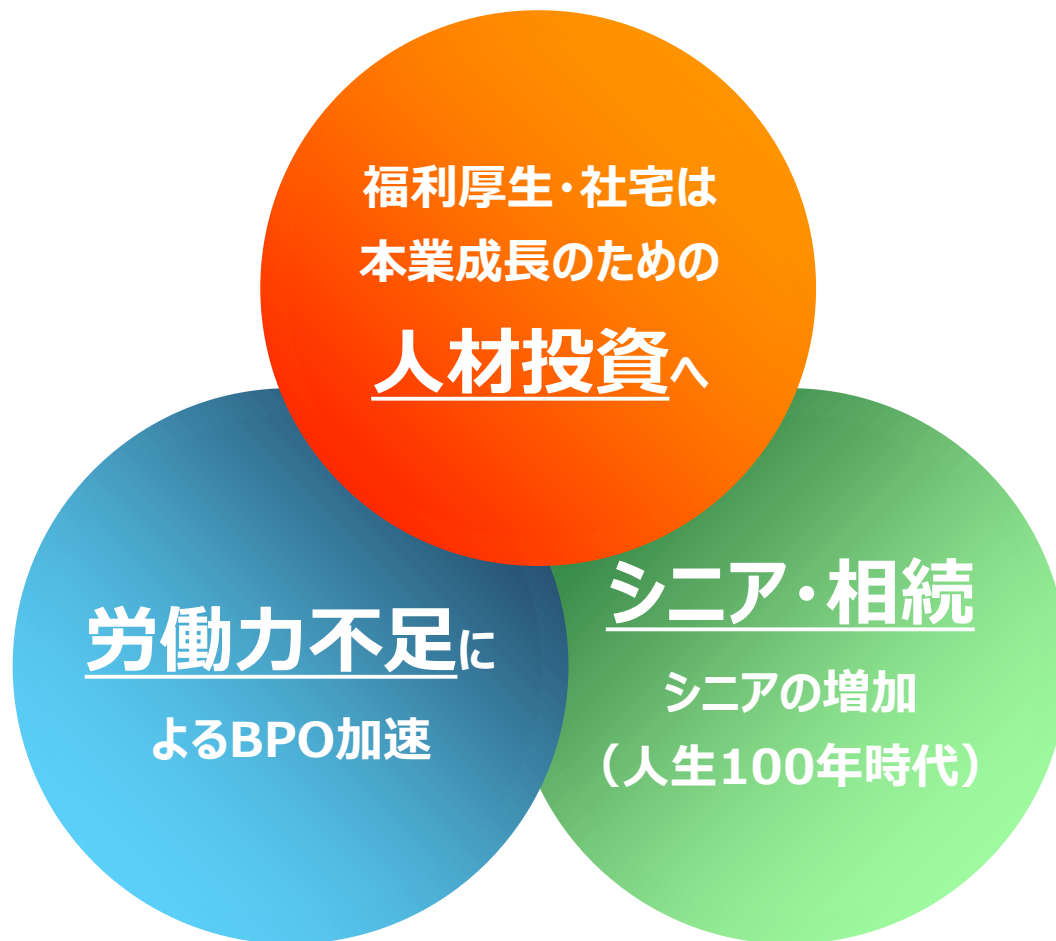 福利厚生・社宅は
本業成長のための
人材投資へ
労働力不足に
よるBPO加速
シニア・相続
シニアの増加
（人生100年時代）